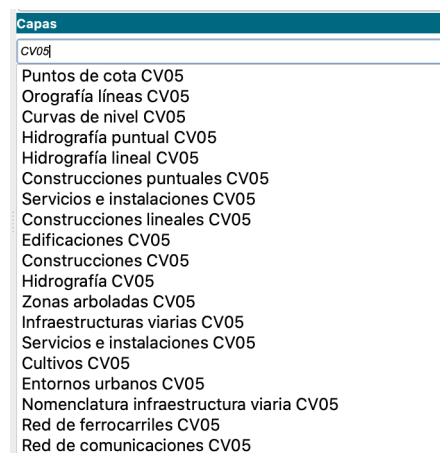 Capas
CV05
Puntos de cota CV05
Orografía líneas CV05
Curvas de nivel CV05
Hidrografía puntual CV05
Hidrografía lineal CV05
Construcciones puntuales CV05
Servicios e instalaciones CV05
Construcciones lineales CV05
Edificaciones CV05
Construcciones CV05
Hidrografía CV05
Zonas arboladas CV05
Infraestructuras viarias CV05
Servicios e instalaciones CV05
Cultivos CV05
Entornos urbanos CV05
Nomenclatura infraestructura viaria CV05
Red de ferrocarriles CV05
Red de comunicaciones CV05